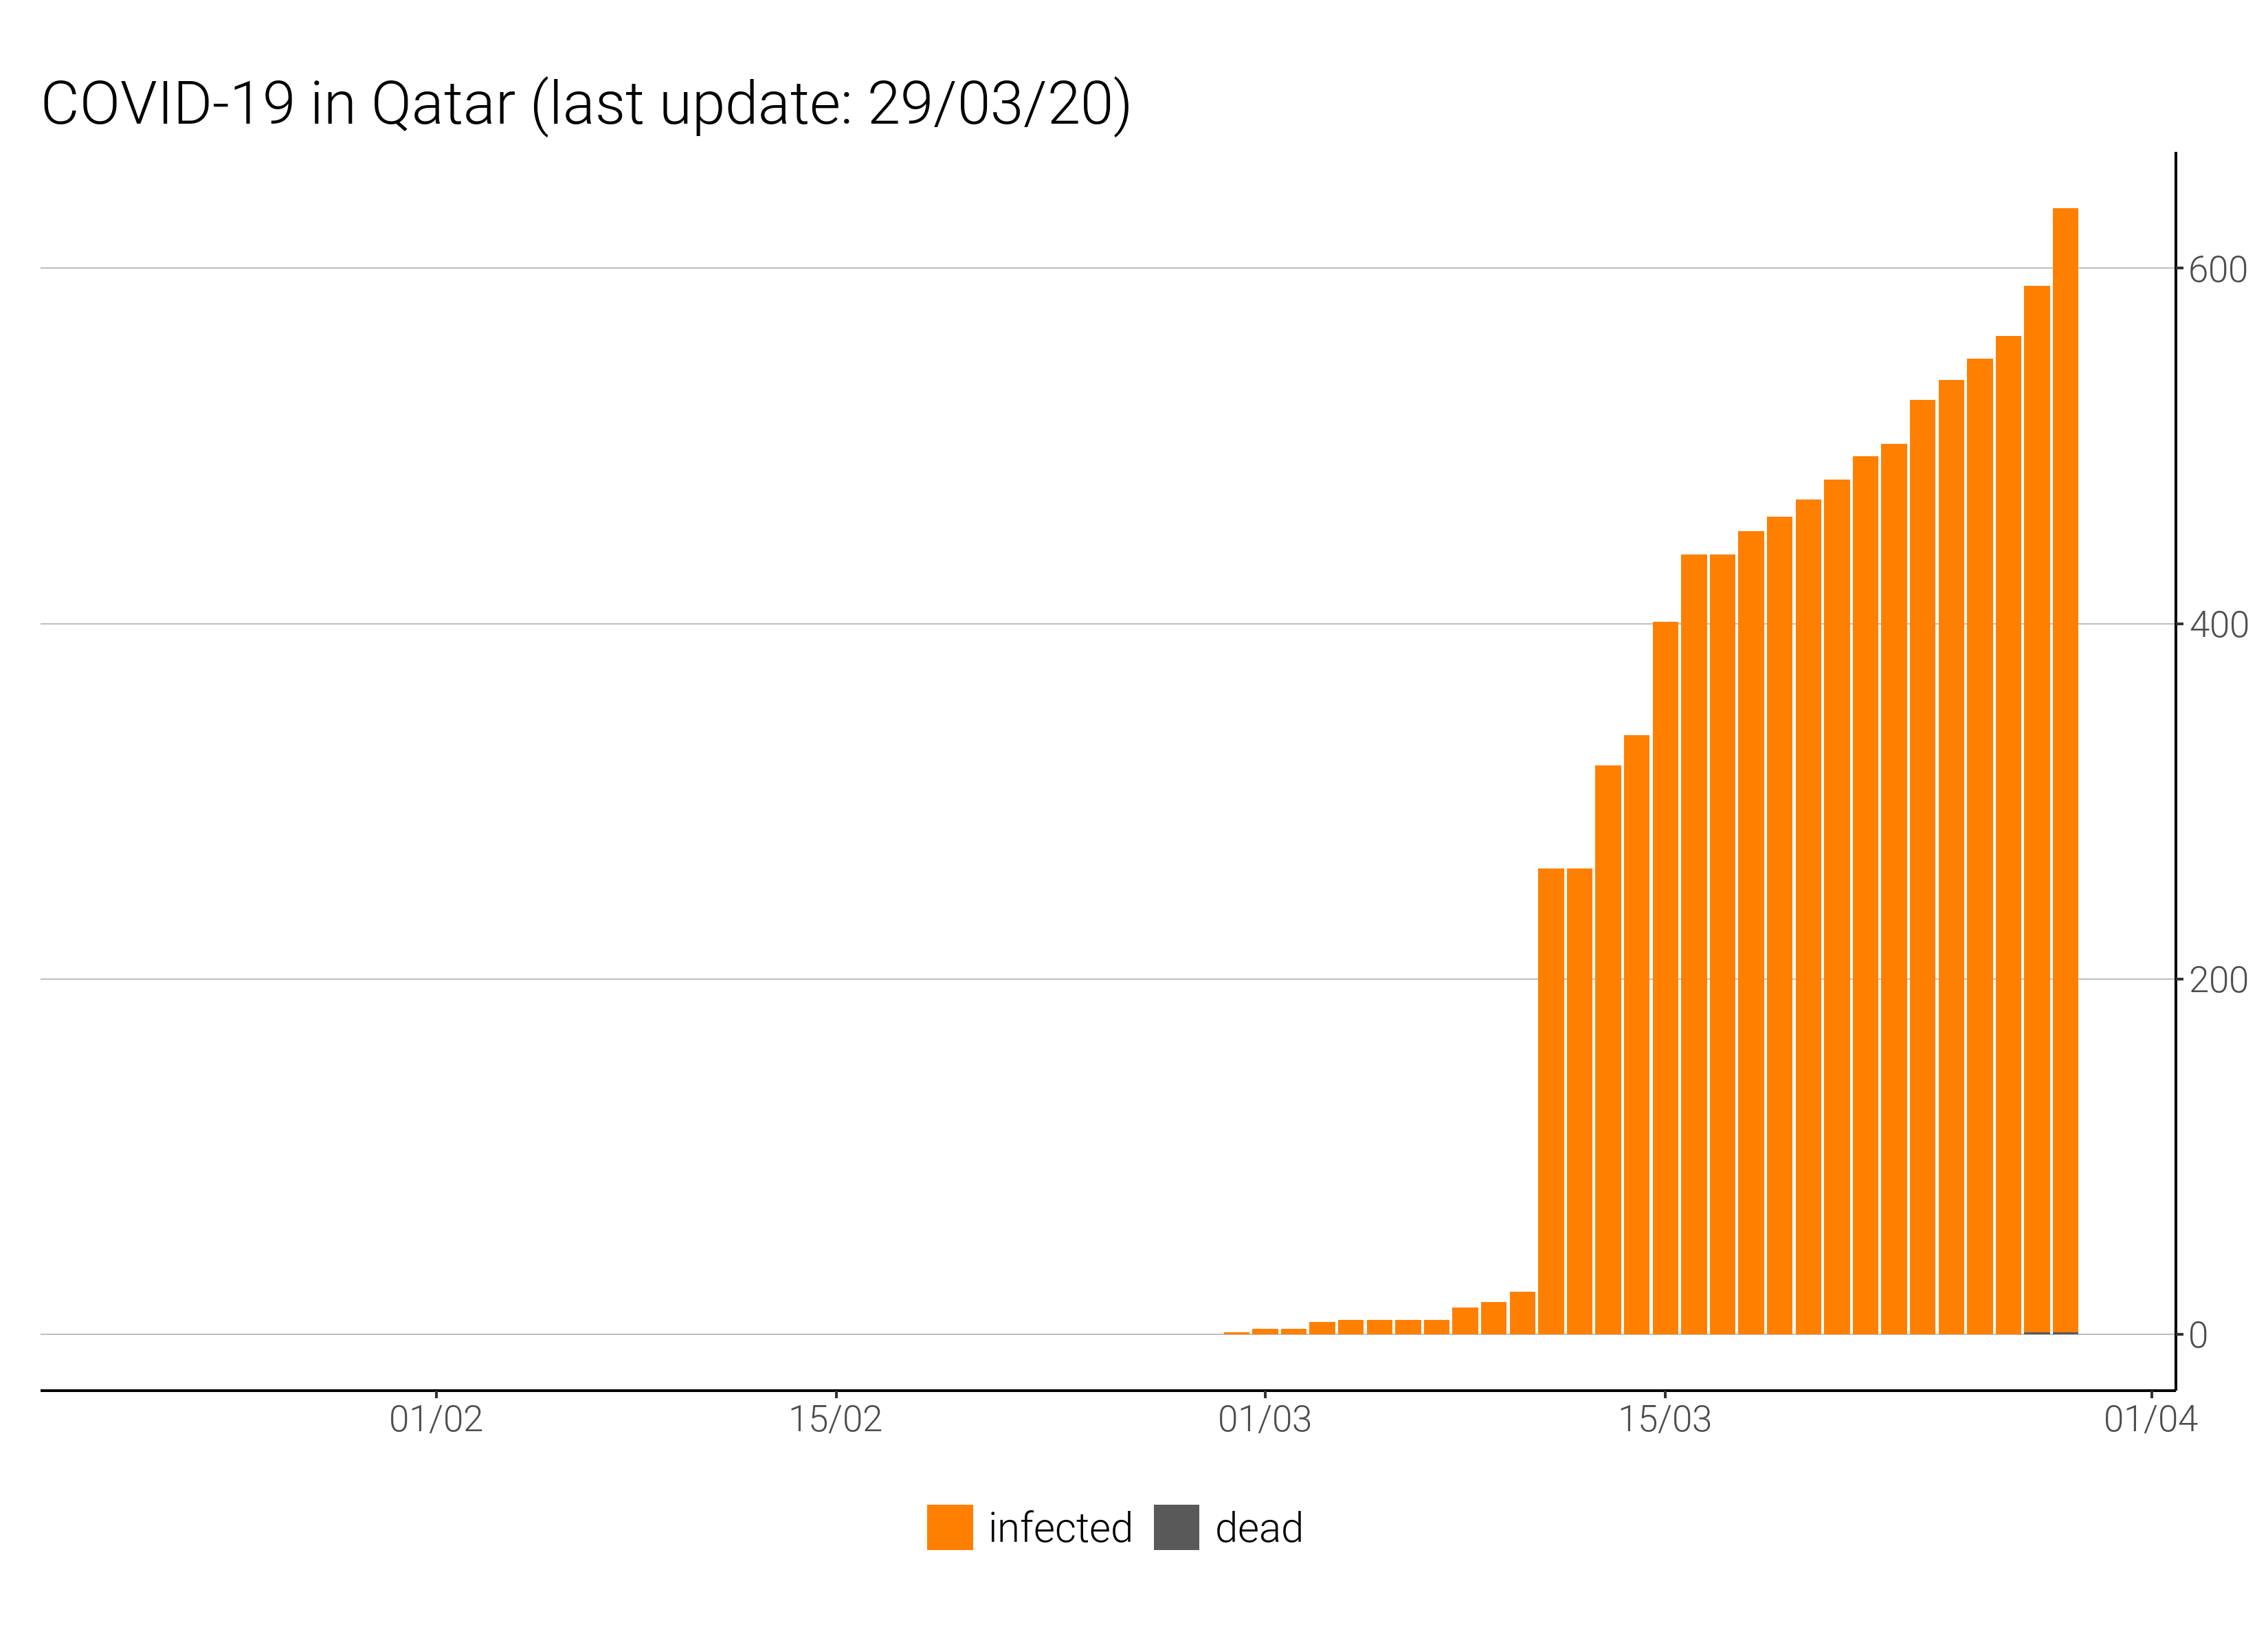 COVID-19 in Qatar (last update: 29/03/20)
600
400
200
0
01/02 15/02 01/03 15/03 01/04
infected dead